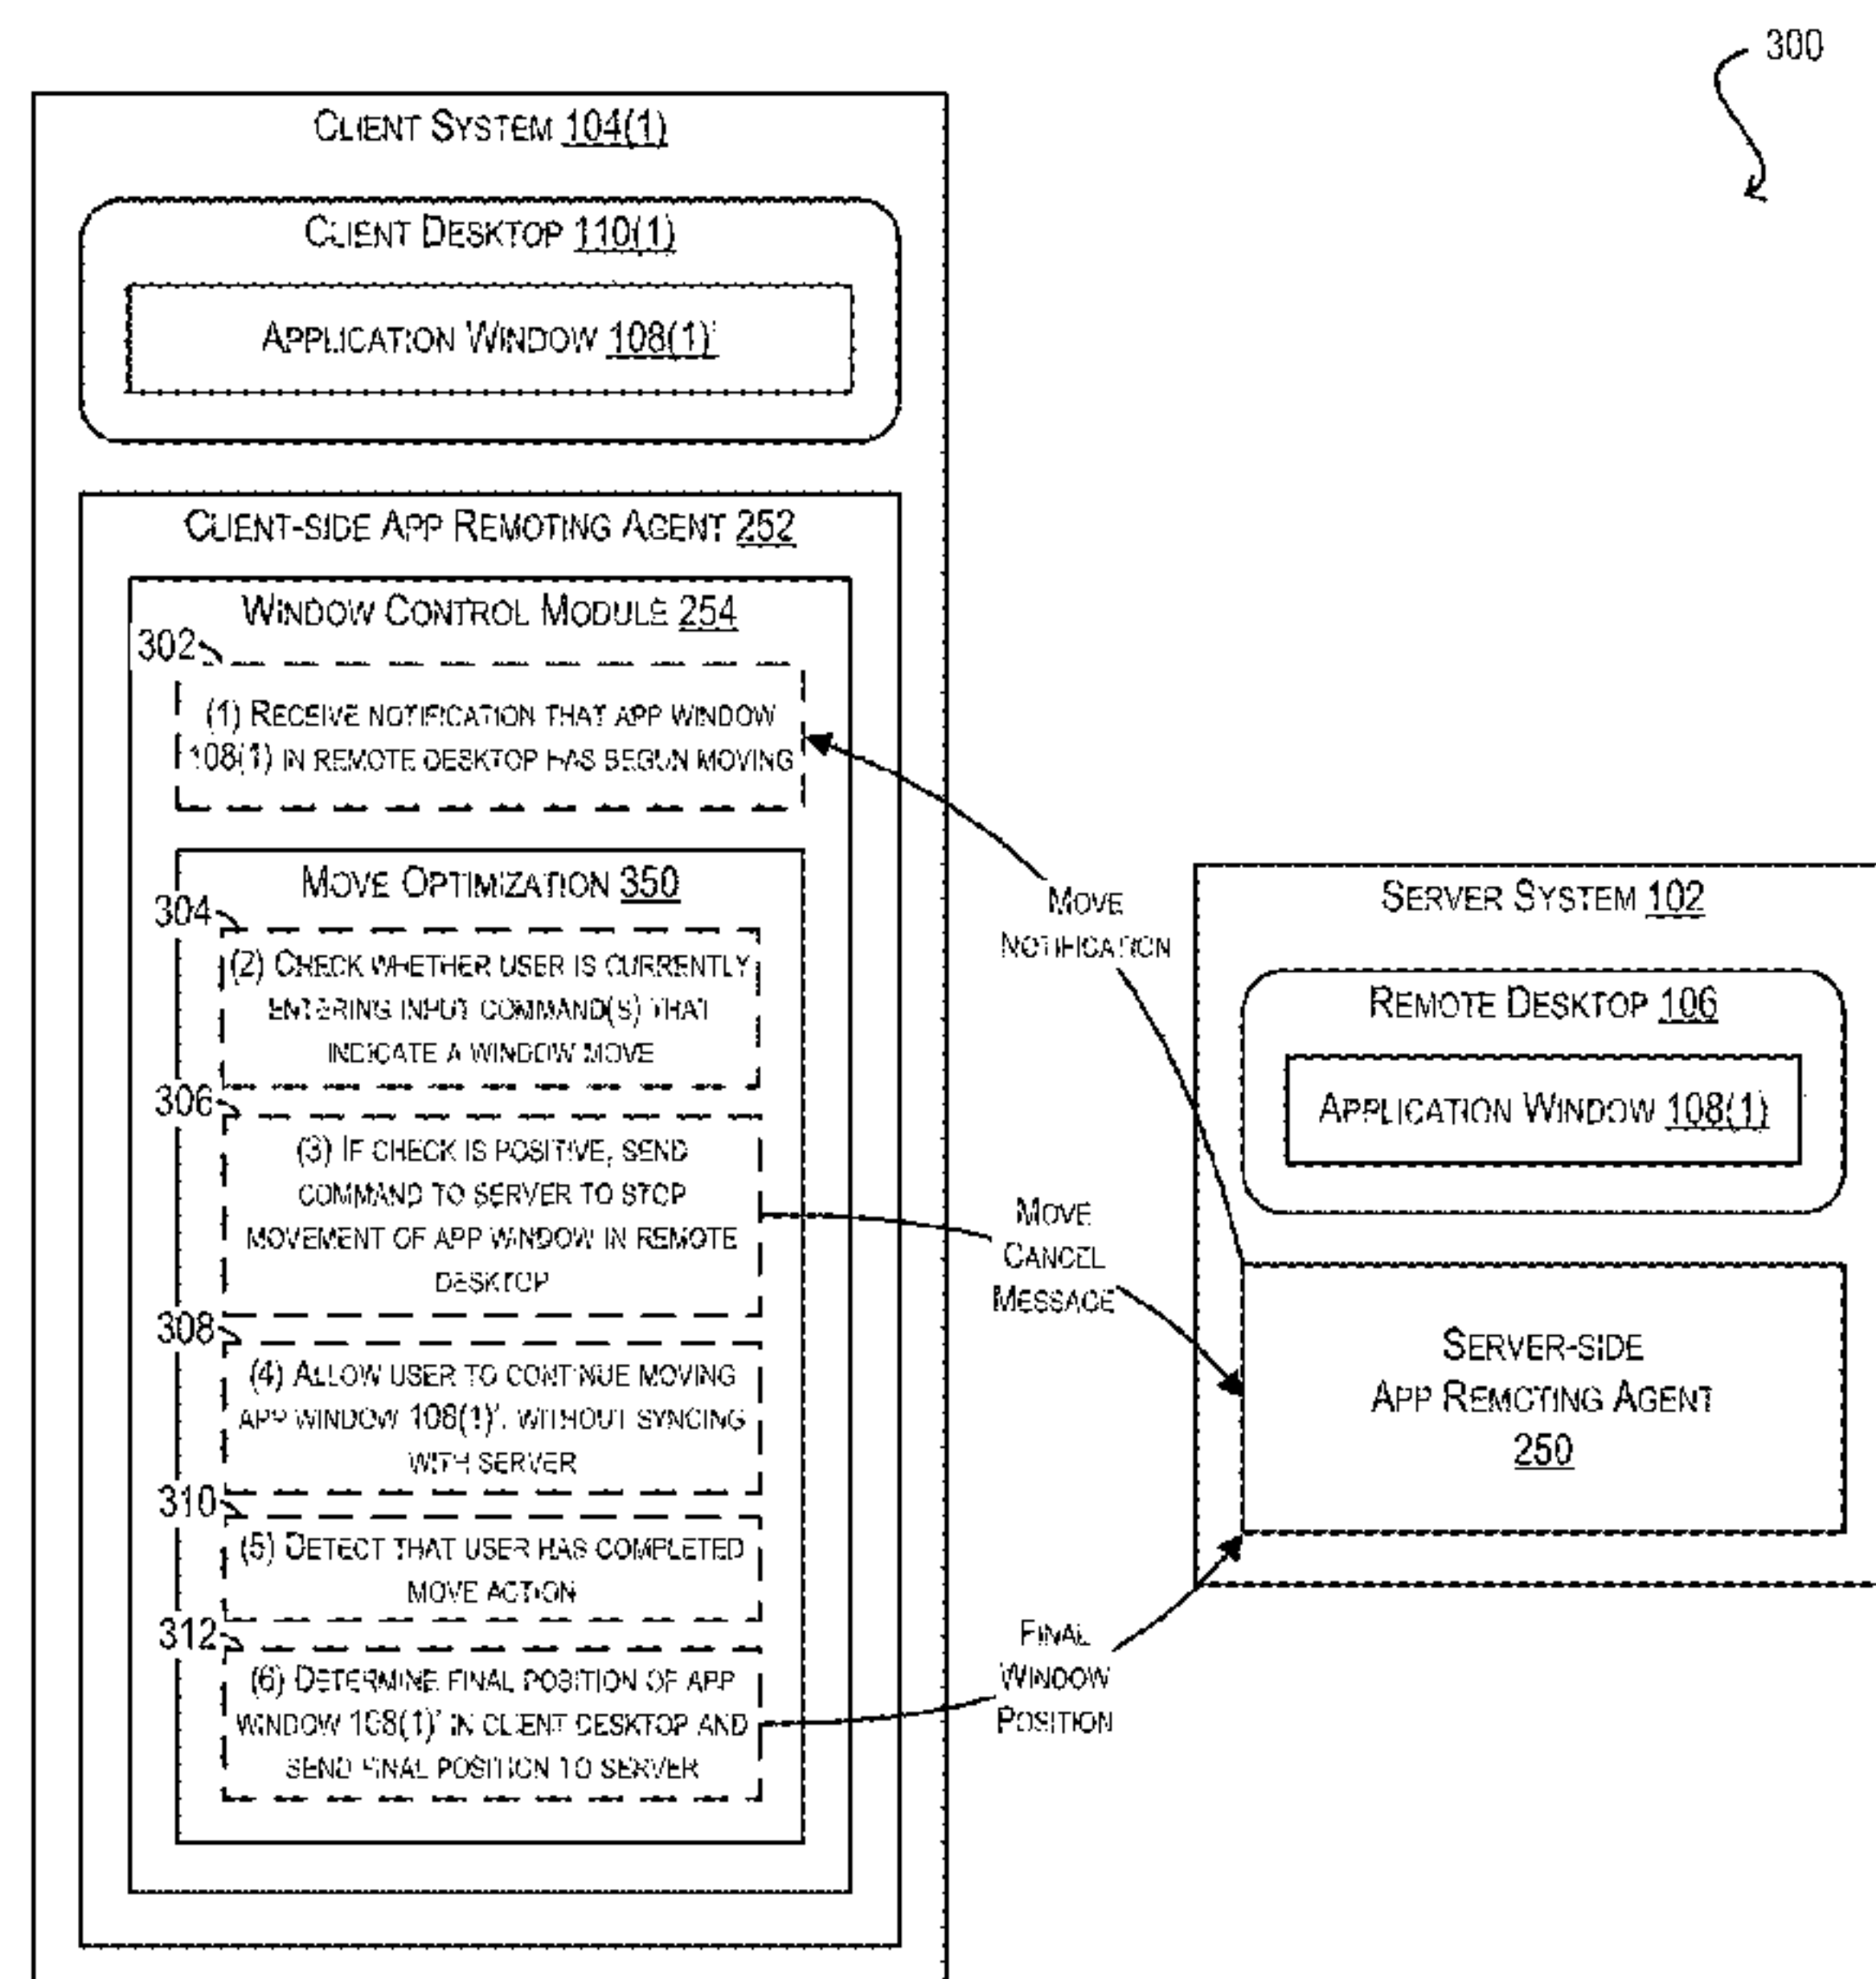 300
CLIENT SYSTEM 104(1)
CLIENT DESKTOP 110(1)
APPLICATION WINDOW 108(1)'
CLIENT-SIDE APP REMOTING AGENT 252
WINDOW CONTROL MODULE 254
302
(1) RECEIVE NOTIFICATION THAT APP WINDOW
108(1) IN REMOTE DESKTOP HAS BEGUN MOVING
MOVE OPTIMIZATION 350
304
(2) CHECK WHETHER USER IS CURRENTLY
ENTERING INPUT COMMAND(S) THAT
INDICATE A WINDOW MOVE
306
(3) IF CHECK IS POSITIVE, SEND
COMMAND TO SERVER TO STOP
MOVEMENT OF APP WINDOW IN REMOTE
DESKTOP
308
(4) ALLOW USER TO CONTINUE MOVING
APP WINDOW 108(1)', WITHOUT SYNCING
WITH SERVER
310
(5) DETECT THAT USER HAS COMPLETED
MOVE ACTION
312
(6) DETERMINE FINAL POSITION OF APP
WINDOW 108(1)' IN CLIENT DESKTOP AND
SEND FINAL POSITION TO SERVER
MOVE
NOTIFICATION
MOVE
CANCEL
MESSAGE
FINAL
WINDOW
POSITION
SERVER SYSTEM 102
REMOTE DESKTOP 106
APPLICATION WINDOW 108(1)
SERVER-SIDE
APP REMOTING AGENT
250